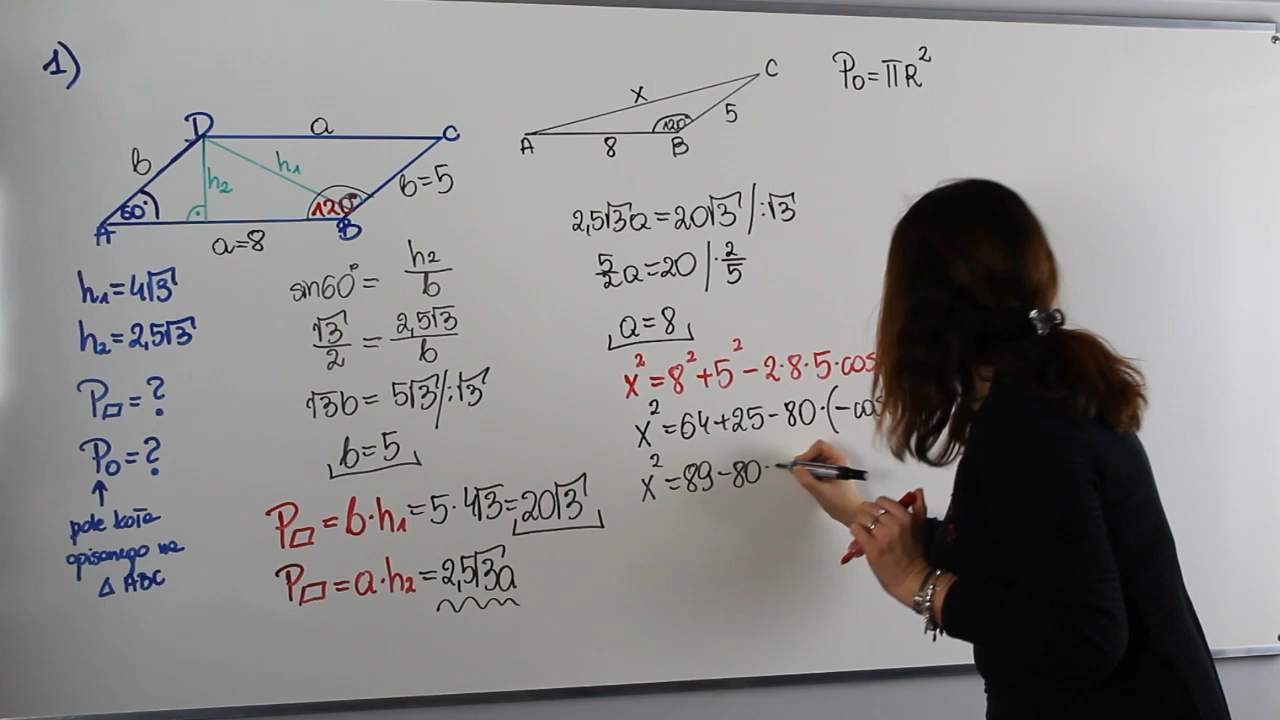 1)
D
a
C
b
h₂
h₁
b=5
60°
120°
A
B
a=8
h₁=4√3
h₂=2,5√3
P▱=?
P₀=?
↑
pole koła
opisanego na
△ABC
sin60°=h₂/b
√3/2=2,5√3/b
√3b=5√3/:√3
b=5
P▱=b·h₁=5·4√3=20√3
P▱=a·h₂=2,5√3a
C
x
5
120°
A
8
B
2,5√3a=20√3/:√3
5/2a=20|·2/5
a=8
x²=8²+5²-2·8·5·cos
x²=64+25-80·(-cos
x²=89-80·
P₀=πR²